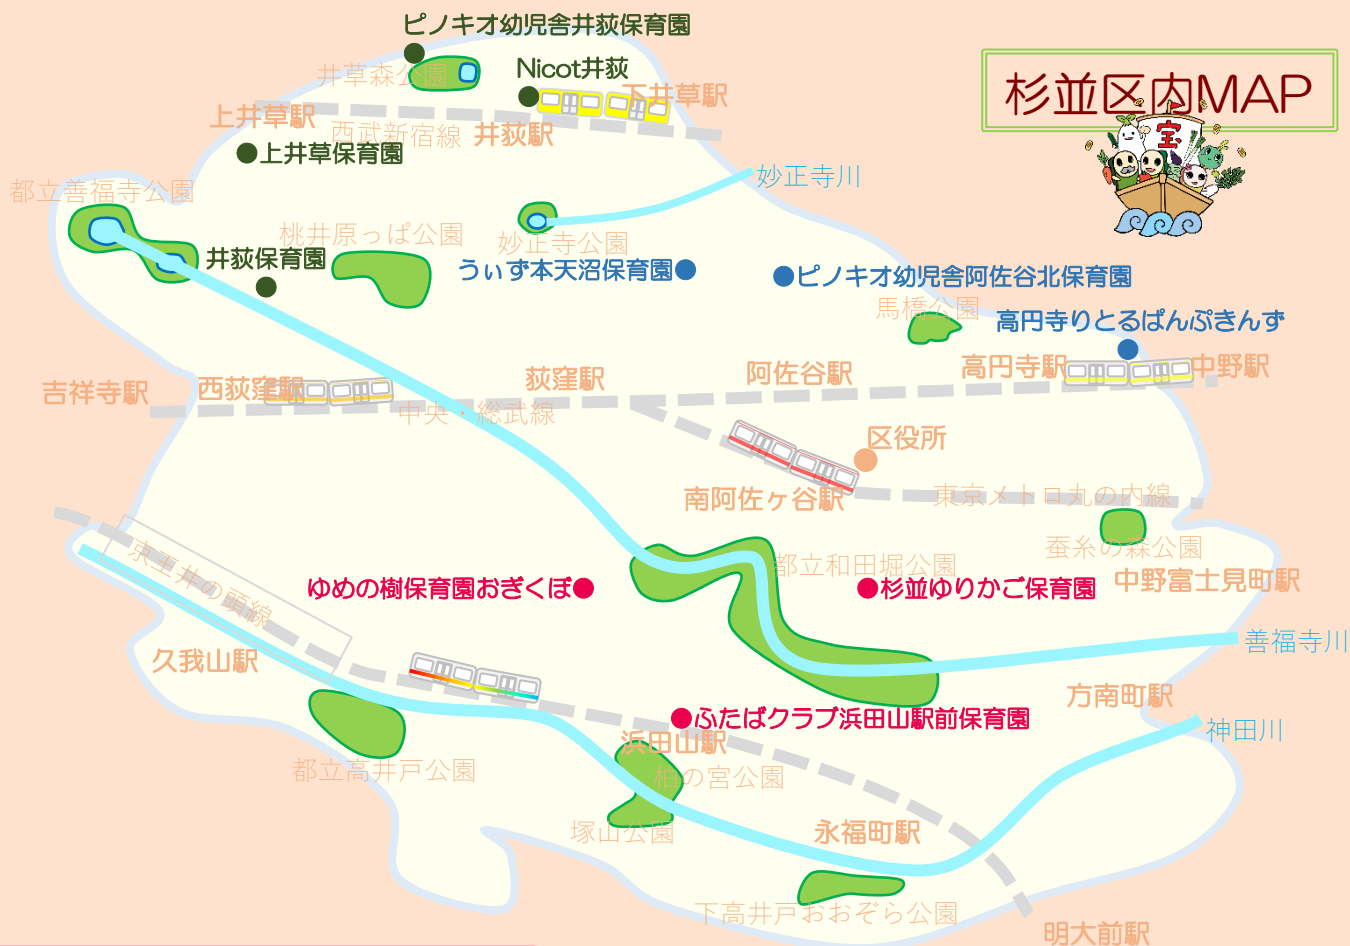 ピノキオ幼児舎井荻保育園
杉並区内MAP
宝
井草森公園
Nicot井荻
下井草駅
上井草駅
西武新宿線
井荻駅
上井草保育園
妙正寺川
都立善福寺公園
桃井原っぱ公園
妙正寺公園
井荻保育園
うぃず本天沼保育園
ピノキオ幼児舎阿佐谷北保育園
馬橋公園
高円寺りとるぱんぷきんず
吉祥寺駅
西荻窪駅
荻窪駅
阿佐谷駅
高円寺駅
中野駅
中央・総武線
区役所
南阿佐ヶ谷駅
東京メトロ丸の内線
蚕糸の森公園
京王井の頭線
都立和田堀公園
中野富士見町駅
ゆめの樹保育園おぎくぼ
杉並ゆりかご保育園
善福寺川
久我山駅
方南町駅
ふたばクラブ浜田山駅前保育園
神田川
浜田山駅
都立高井戸公園
柏の宮公園
塚山公園
永福町駅
下高井戸おおぞら公園
明大前駅